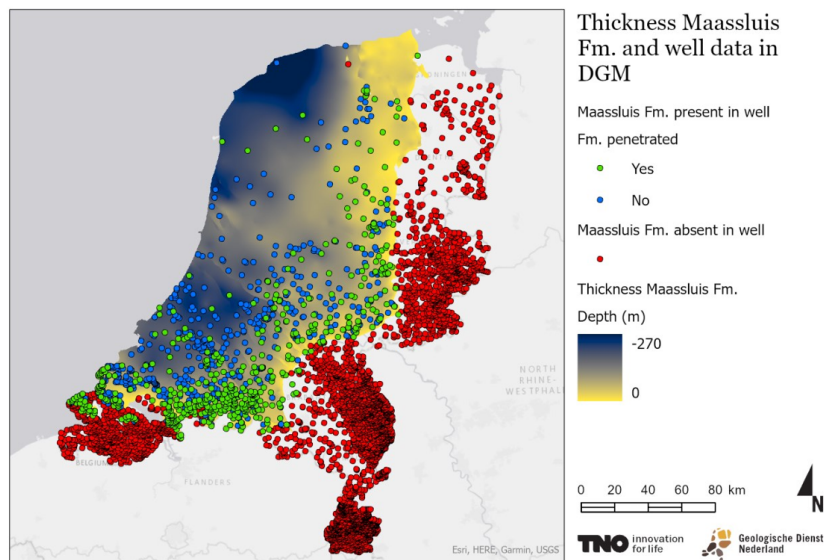 Thickness Maassluis
Fm. and well data in
DGM
Maassluis Fm. present in well
Fm. penetrated
Yes
No
Maassluis Fm. absent in well
Thickness Maassluis Fm.
Depth (m)
-270
0
NORTH
RHINE-
WESTPHAL
BELGIUM
FLANDERS
Esri, HERE, Garmin, USGS
0 20 40 60 80 km
N
TNO innovation
for life
Geologische Dienst
Nederland